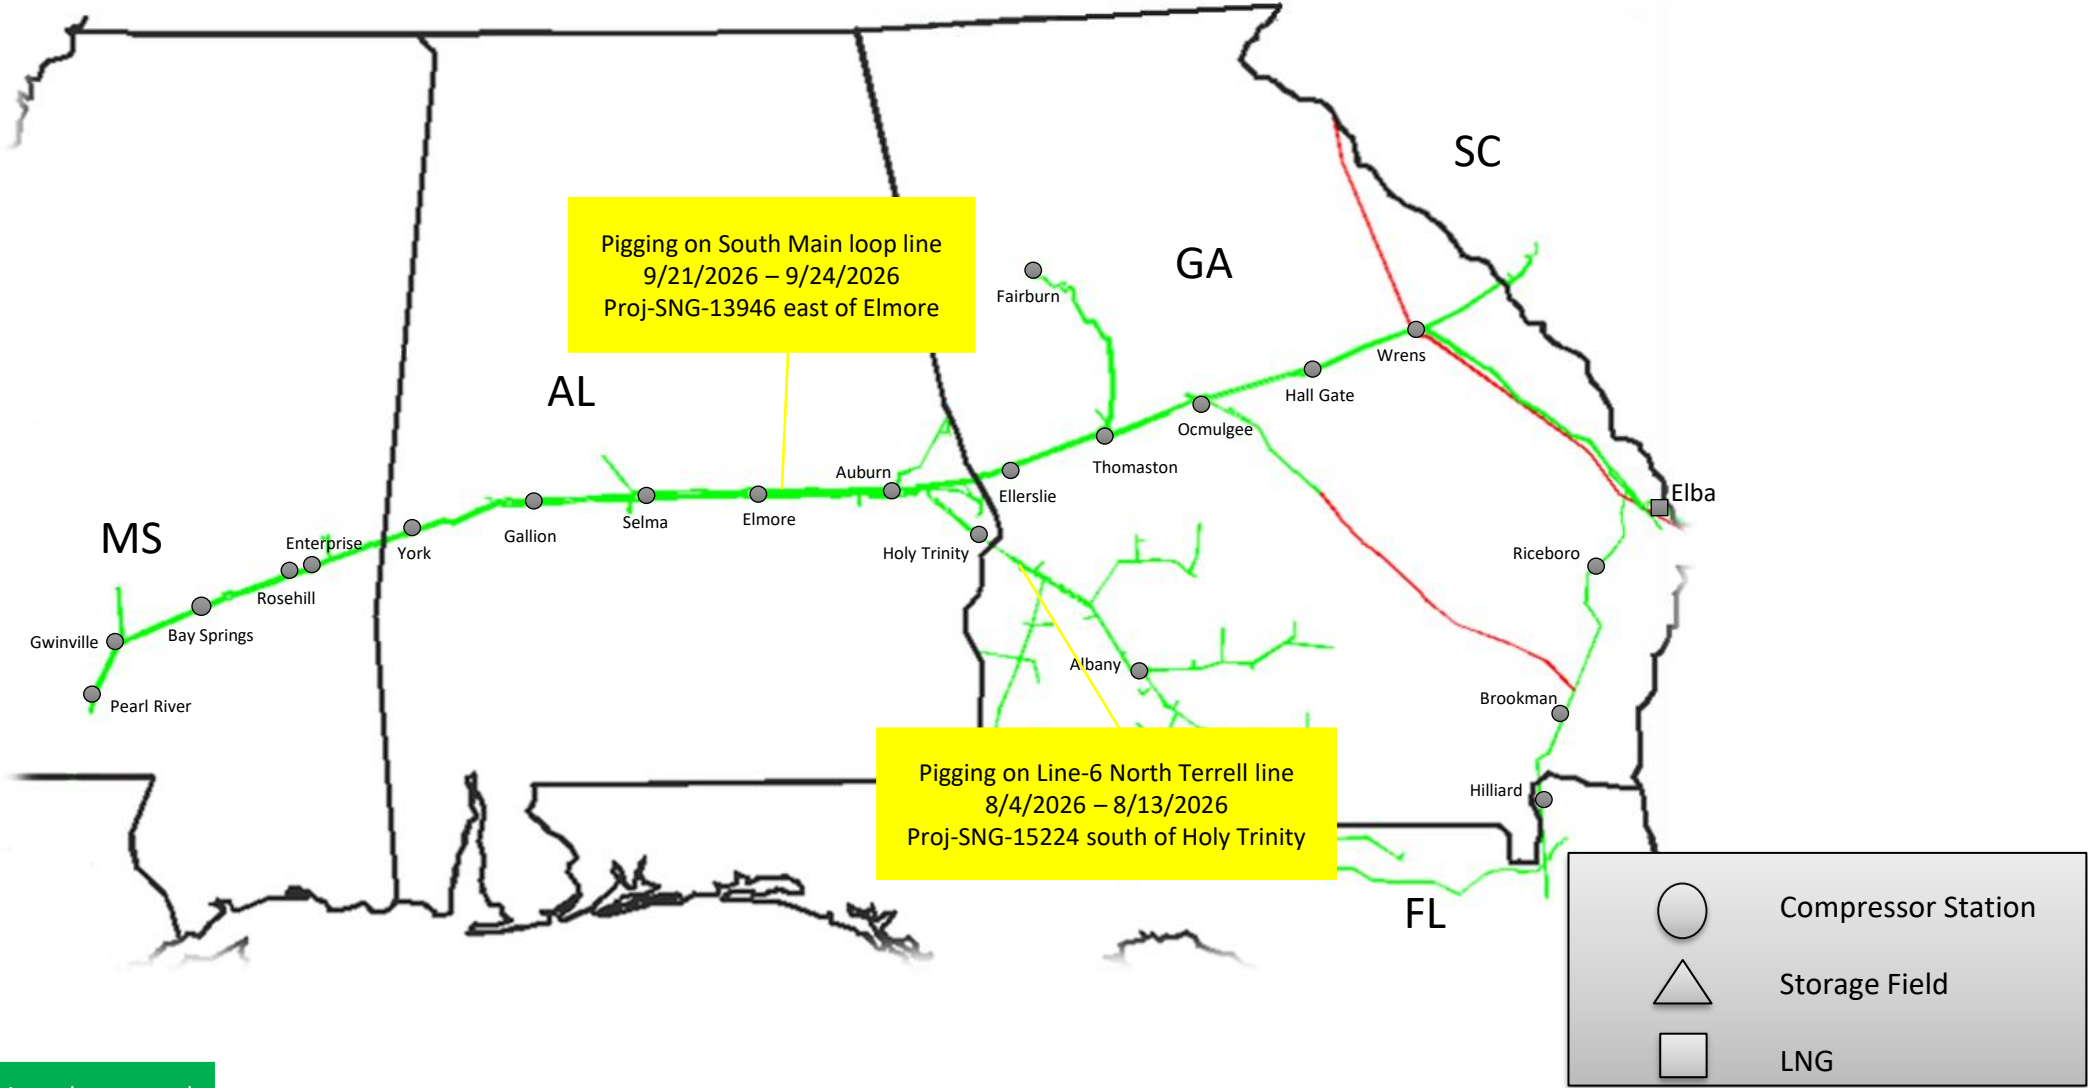 SC
GA
Pigging on South Main loop line
9/21/2026 – 9/24/2026
Proj-SNG-13946 east of Elmore
Fairburn
Wrens
Hall Gate
AL
Ocmulgee
Thomaston
Auburn
Ellerslie
Elba
Elmore
Selma
Gallion
MS
Enterprise
York
Holy Trinity
Riceboro
Rosehill
Bay Springs
Gwinville
Albany
Pearl River
Brookman
Pigging on Line-6 North Terrell line
8/4/2026 – 8/13/2026
Proj-SNG-15224 south of Holy Trinity
Hilliard
FL
Compressor Station
Storage Field
LNG